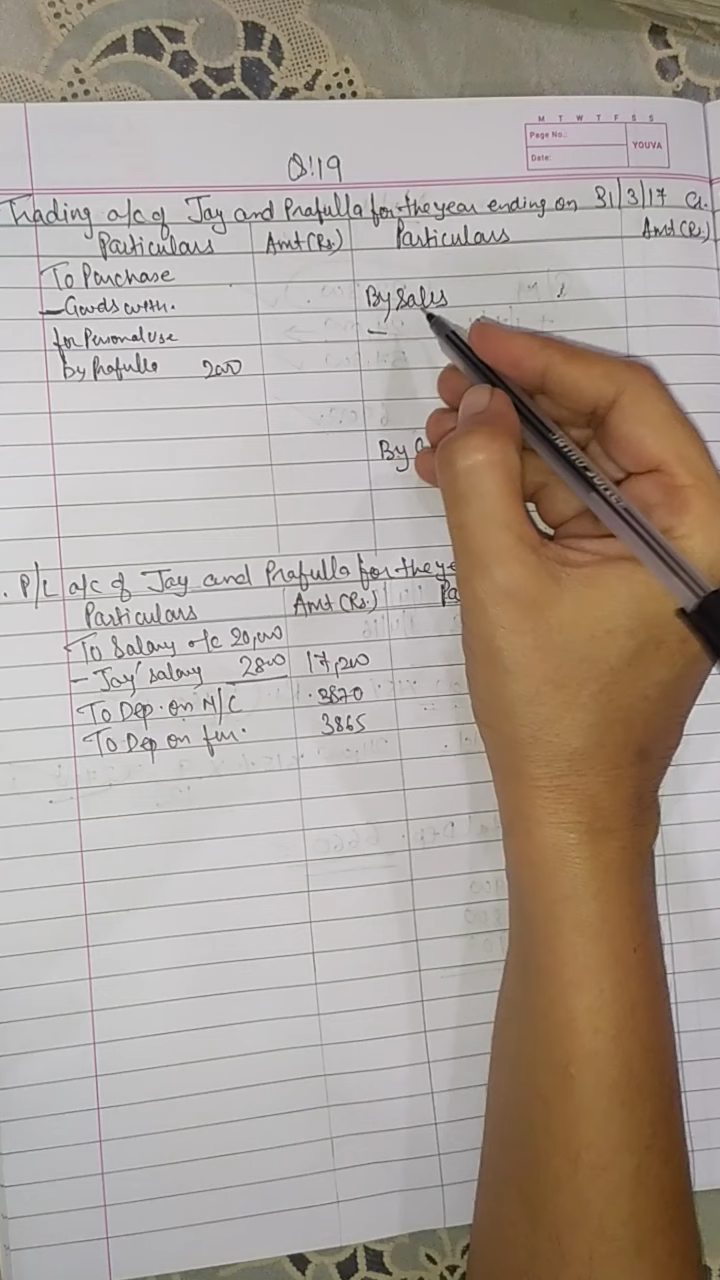 M T W T F S S
Page No.:
YOUVA
Date:
Q:19
Trading a/c of Jay and Prafulla for the year ending on 31/3/17 Cr.
Particulars Amt(Rs.) Particulars Amt(Rs.)
To Purchase
By Sales
- Goods with.
for Personal Use
-
by Prafulla 2000
By
P/L a/c of Jay and Prafulla for the ye
Particulars Amt(Rs.) Pa
To Salary a/c 20,000
- Jay' salary 2800 17,200
To Dep. on M/C 3870
To Dep on fur. 3865